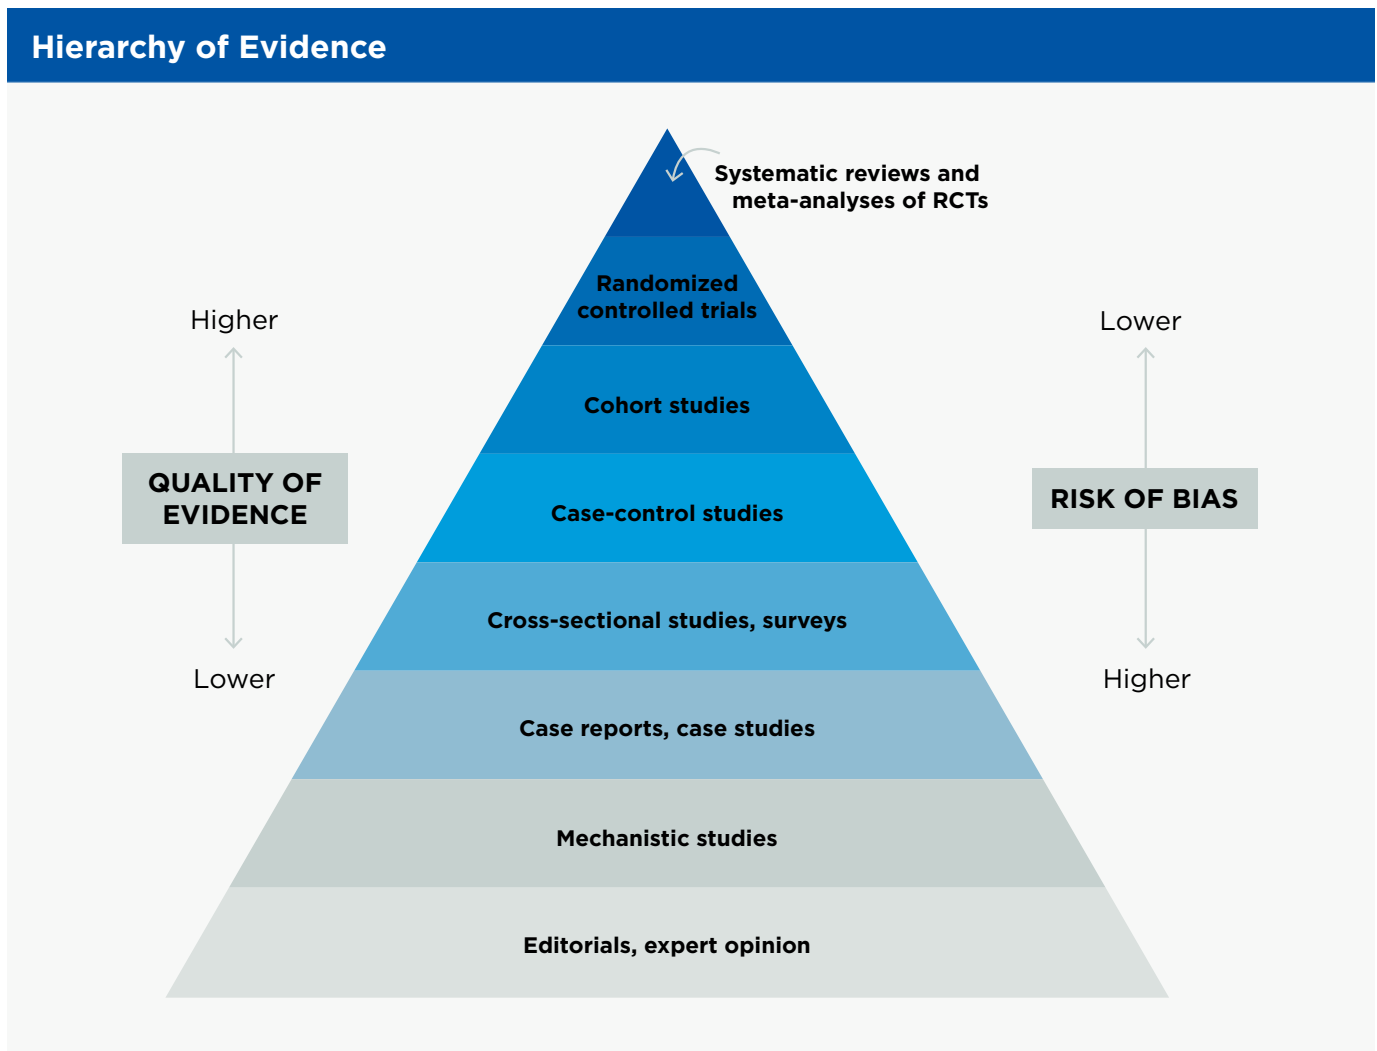 Hierarchy of Evidence
Systematic reviews and
meta-analyses of RCTs
Randomized
controlled trials
Higher
Lower
Cohort studies
QUALITY OF
EVIDENCE
RISK OF BIAS
Case-control studies
Cross-sectional studies, surveys
Lower
Higher
Case reports, case studies
Mechanistic studies
Editorials, expert opinion